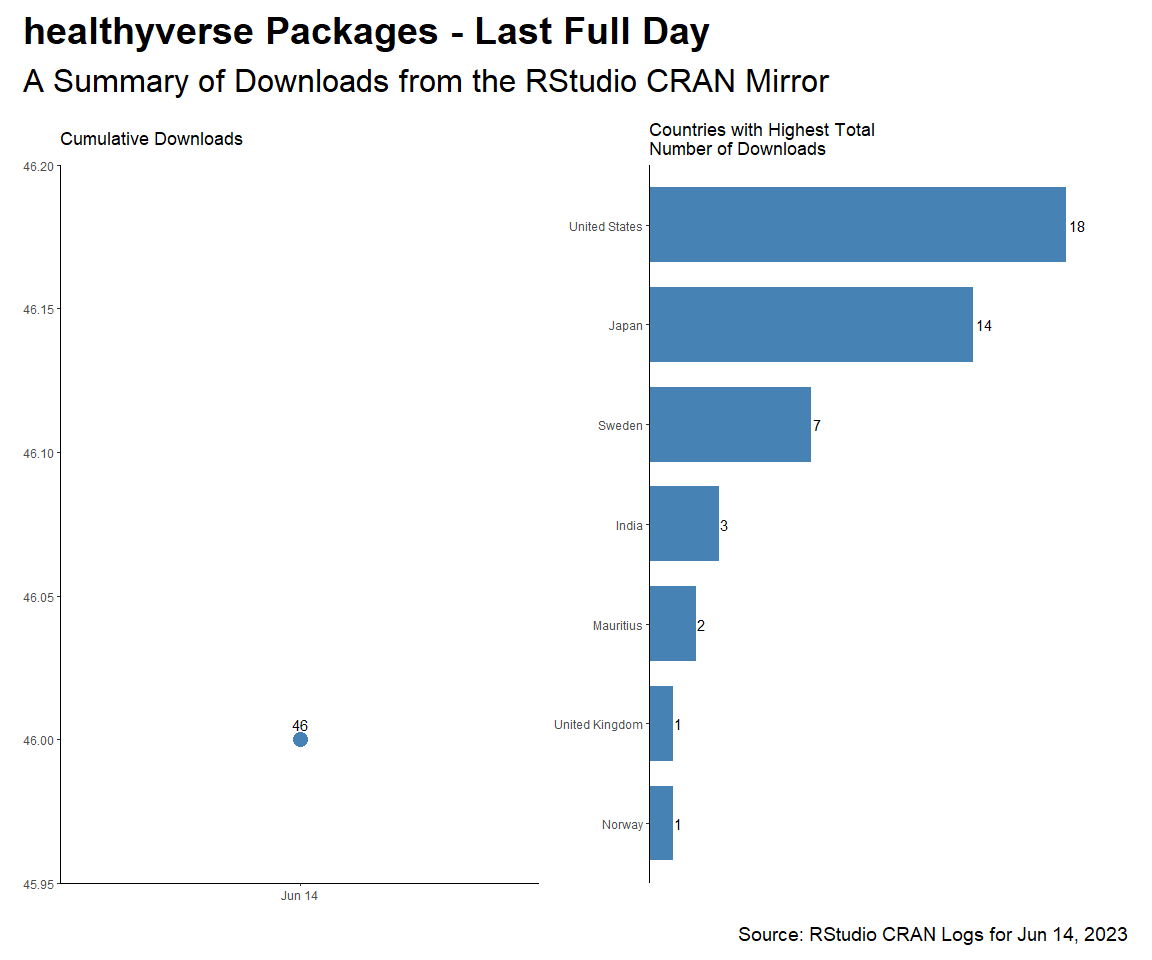 healthyverse Packages - Last Full Day
A Summary of Downloads from the RStudio CRAN Mirror
Cumulative Downloads
46.20
46.15
46.10
46.05
46.00
45.95
46
Jun 14
Countries with Highest Total
Number of Downloads
United States
18
Japan
14
Sweden
7
India
3
Mauritius
2
United Kingdom
1
Norway
1
Source: RStudio CRAN Logs for Jun 14, 2023